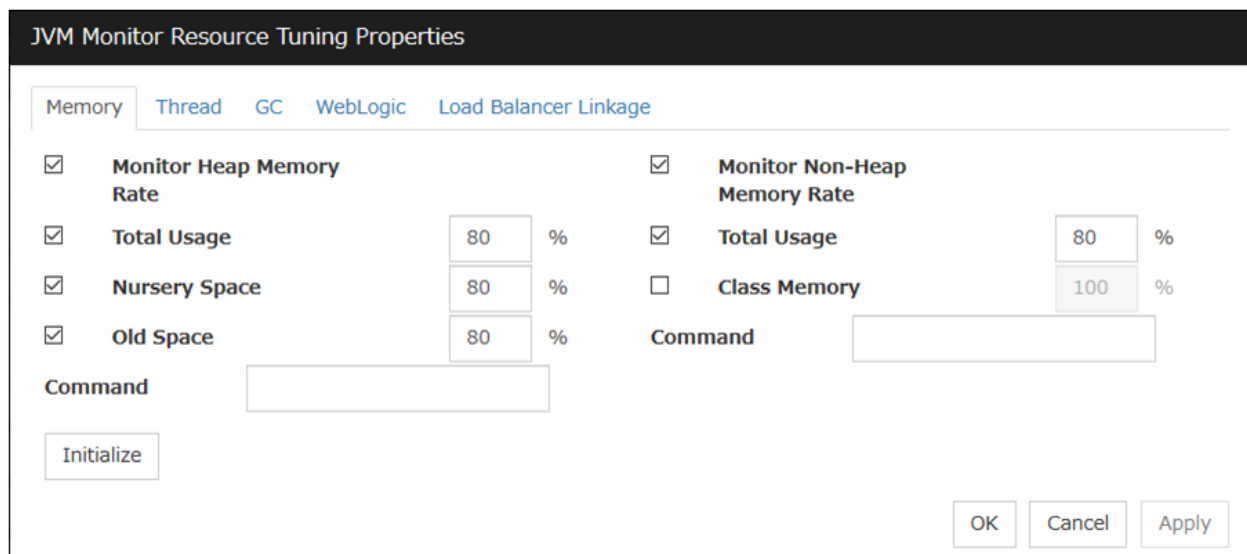 JVM Monitor Resource Tuning Properties
Memory Thread GC WebLogic Load Balancer Linkage
Monitor Heap Memory Rate
Monitor Non-Heap Memory Rate
Total Usage 80 % Total Usage 80 %
Nursery Space 80 % Class Memory 100 %
Old Space 80 % Command
Command
Initialize
OK Cancel Apply